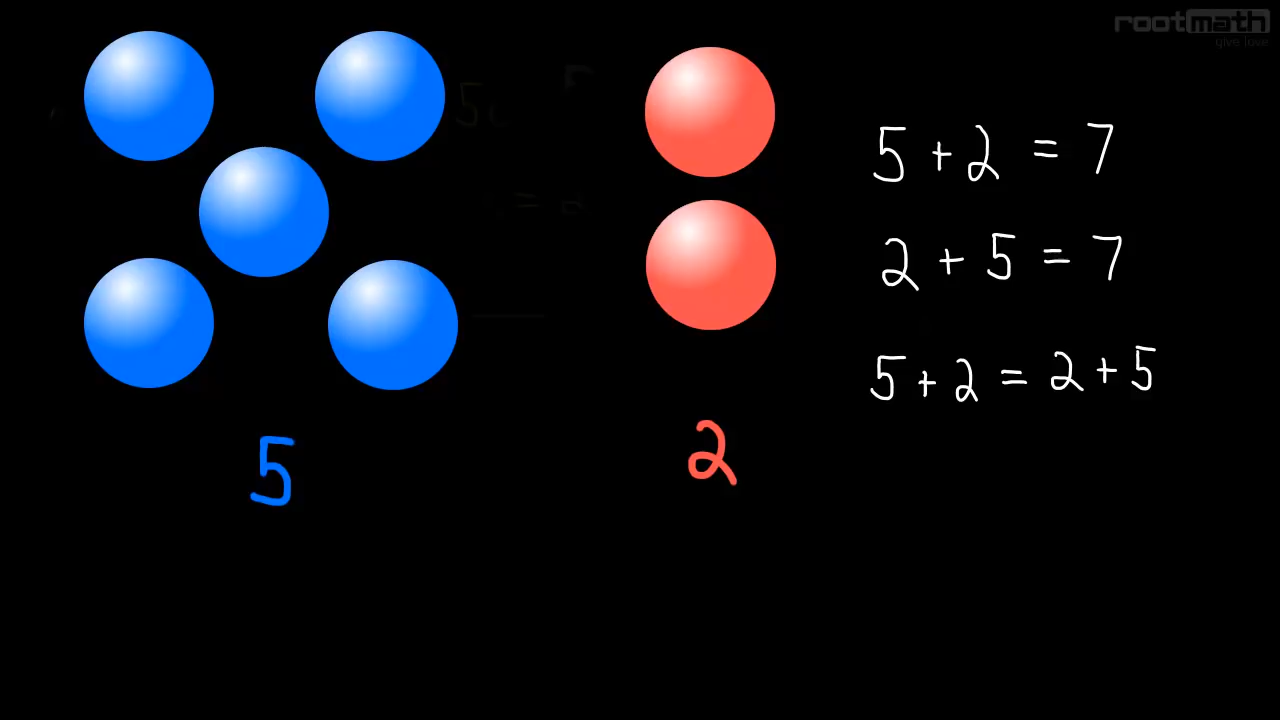 rootmath
give love
5 + 2 = 7
2 + 5 = 7
5 + 2 = 2 + 5
5
2